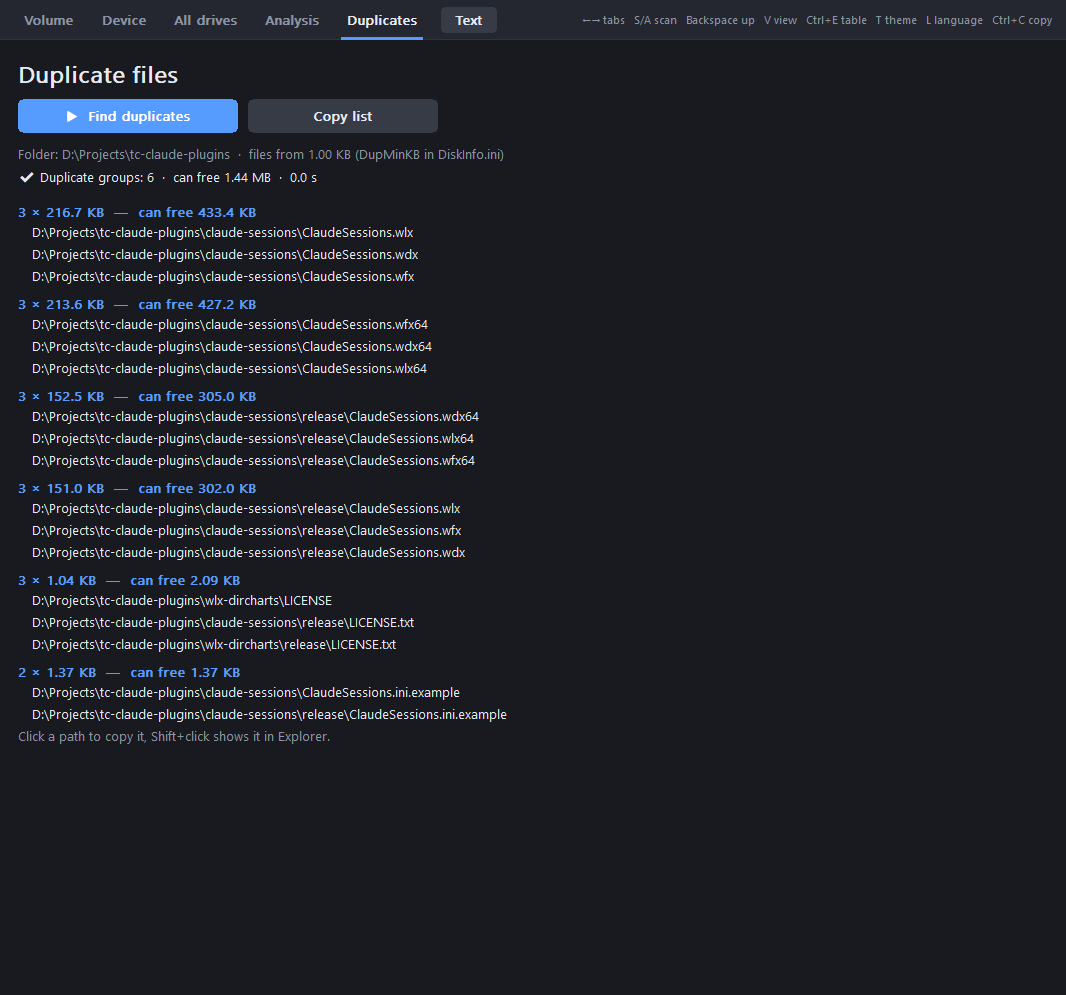 Volume Device All drives Analysis Duplicates Text ←→ tabs S/A scan Backspace up V view Ctrl+E table T theme L language Ctrl+C copy
Duplicate files
▶ Find duplicates Copy list
Folder: D:\Projects\tc-claude-plugins · files from 1.00 KB (DupMinKB in DiskInfo.ini)
✔ Duplicate groups: 6 · can free 1.44 MB · 0.0 s
3 × 216.7 KB — can free 433.4 KB
D:\Projects\tc-claude-plugins\claude-sessions\ClaudeSessions.wlx
D:\Projects\tc-claude-plugins\claude-sessions\ClaudeSessions.wdx
D:\Projects\tc-claude-plugins\claude-sessions\ClaudeSessions.wfx
3 × 213.6 KB — can free 427.2 KB
D:\Projects\tc-claude-plugins\claude-sessions\ClaudeSessions.wfx64
D:\Projects\tc-claude-plugins\claude-sessions\ClaudeSessions.wdx64
D:\Projects\tc-claude-plugins\claude-sessions\ClaudeSessions.wlx64
3 × 152.5 KB — can free 305.0 KB
D:\Projects\tc-claude-plugins\claude-sessions\release\ClaudeSessions.wdx64
D:\Projects\tc-claude-plugins\claude-sessions\release\ClaudeSessions.wlx64
D:\Projects\tc-claude-plugins\claude-sessions\release\ClaudeSessions.wfx64
3 × 151.0 KB — can free 302.0 KB
D:\Projects\tc-claude-plugins\claude-sessions\release\ClaudeSessions.wlx
D:\Projects\tc-claude-plugins\claude-sessions\release\ClaudeSessions.wfx
D:\Projects\tc-claude-plugins\claude-sessions\release\ClaudeSessions.wdx
3 × 1.04 KB — can free 2.09 KB
D:\Projects\tc-claude-plugins\wlx-dircharts\LICENSE
D:\Projects\tc-claude-plugins\claude-sessions\release\LICENSE.txt
D:\Projects\tc-claude-plugins\wlx-dircharts\release\LICENSE.txt
2 × 1.37 KB — can free 1.37 KB
D:\Projects\tc-claude-plugins\claude-sessions\ClaudeSessions.ini.example
D:\Projects\tc-claude-plugins\claude-sessions\release\ClaudeSessions.ini.example
Click a path to copy it, Shift+click shows it in Explorer.